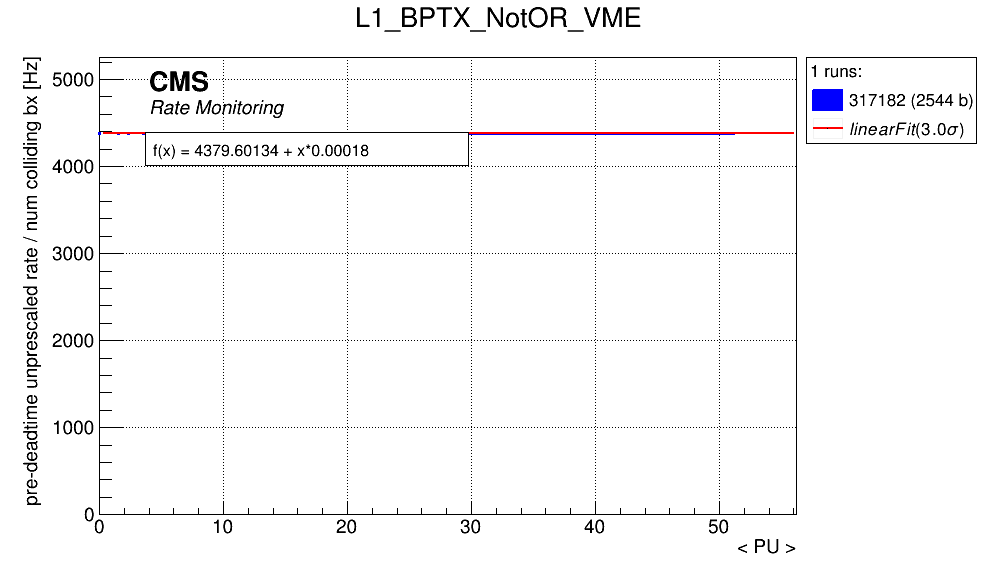 L1_BPTX_NotOR_VME
pre-deadtime unprescaled rate / num colliding bx [Hz]
CMS
Rate Monitoring
f(x) = 4379.60134 + x*0.00018
5000
4000
3000
2000
1000
0
0 10 20 30 40 50
< PU >
1 runs:
317182 (2544 b)
linearFit(3.0σ)